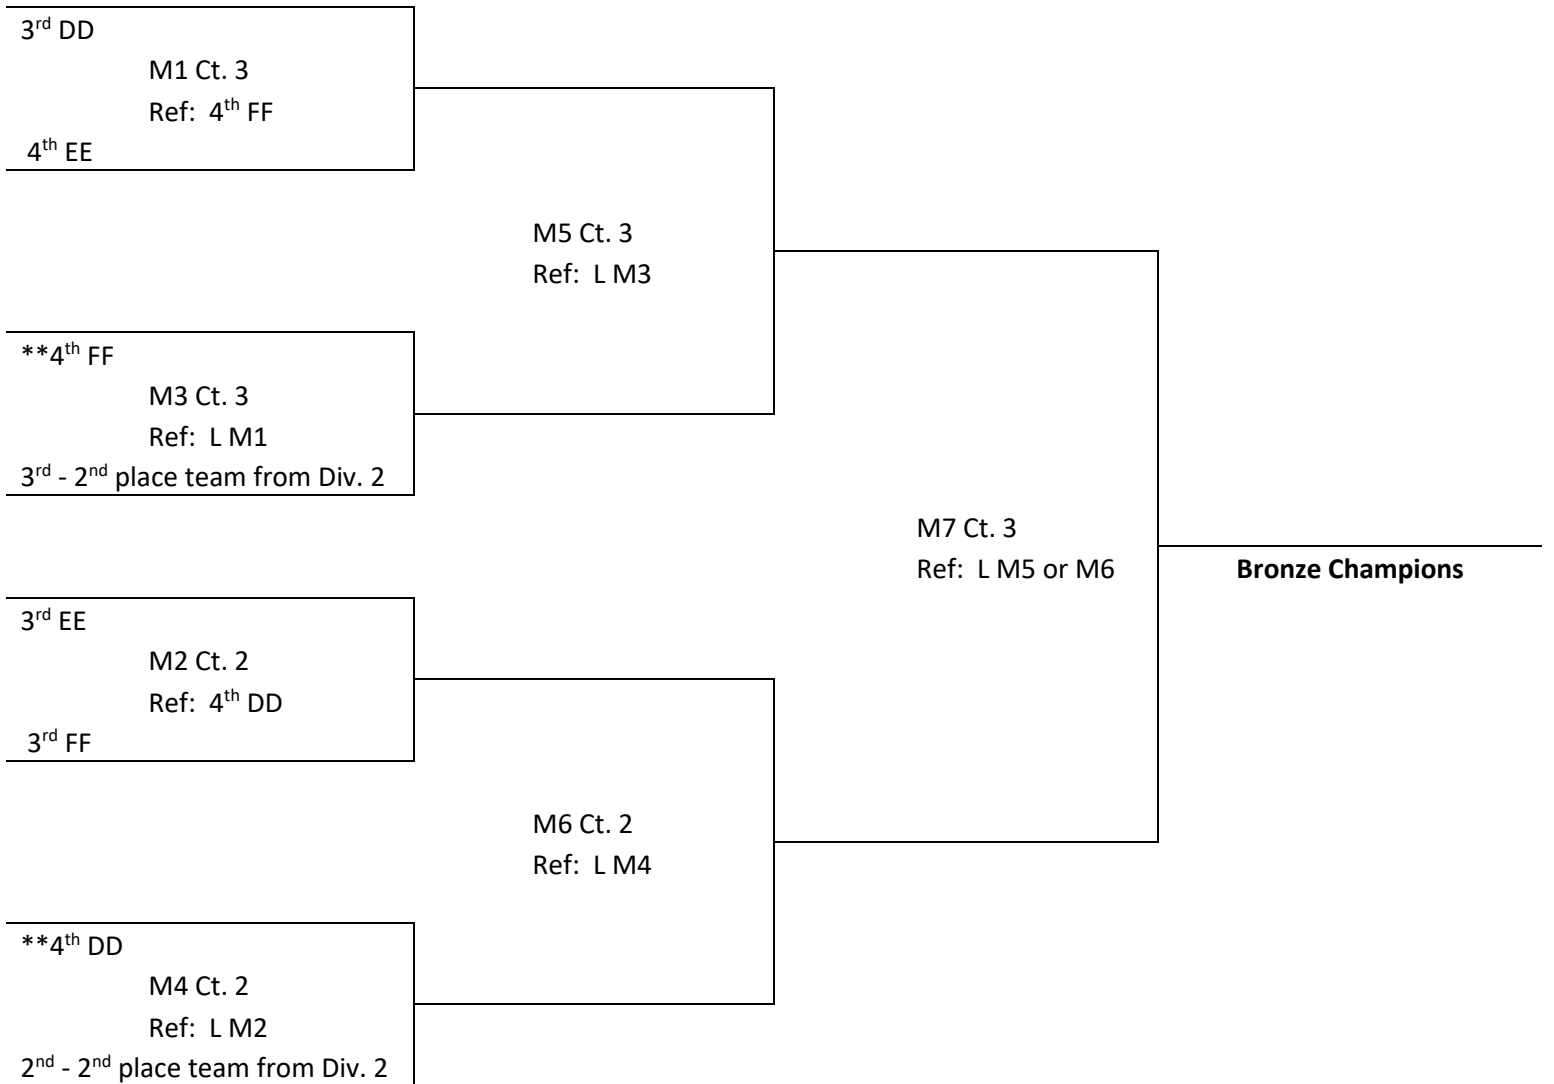 3rd DD
M1 Ct. 3
Ref: 4th FF
4th EE
M5 Ct. 3
Ref: L M3
**4th FF
M3 Ct. 3
Ref: L M1
3rd - 2nd place team from Div. 2
M7 Ct. 3
Ref: L M5 or M6
Bronze Champions
3rd EE
M2 Ct. 2
Ref: 4th DD
3rd FF
M6 Ct. 2
Ref: L M4
**4th DD
M4 Ct. 2
Ref: L M2
2nd - 2nd place team from Div. 2